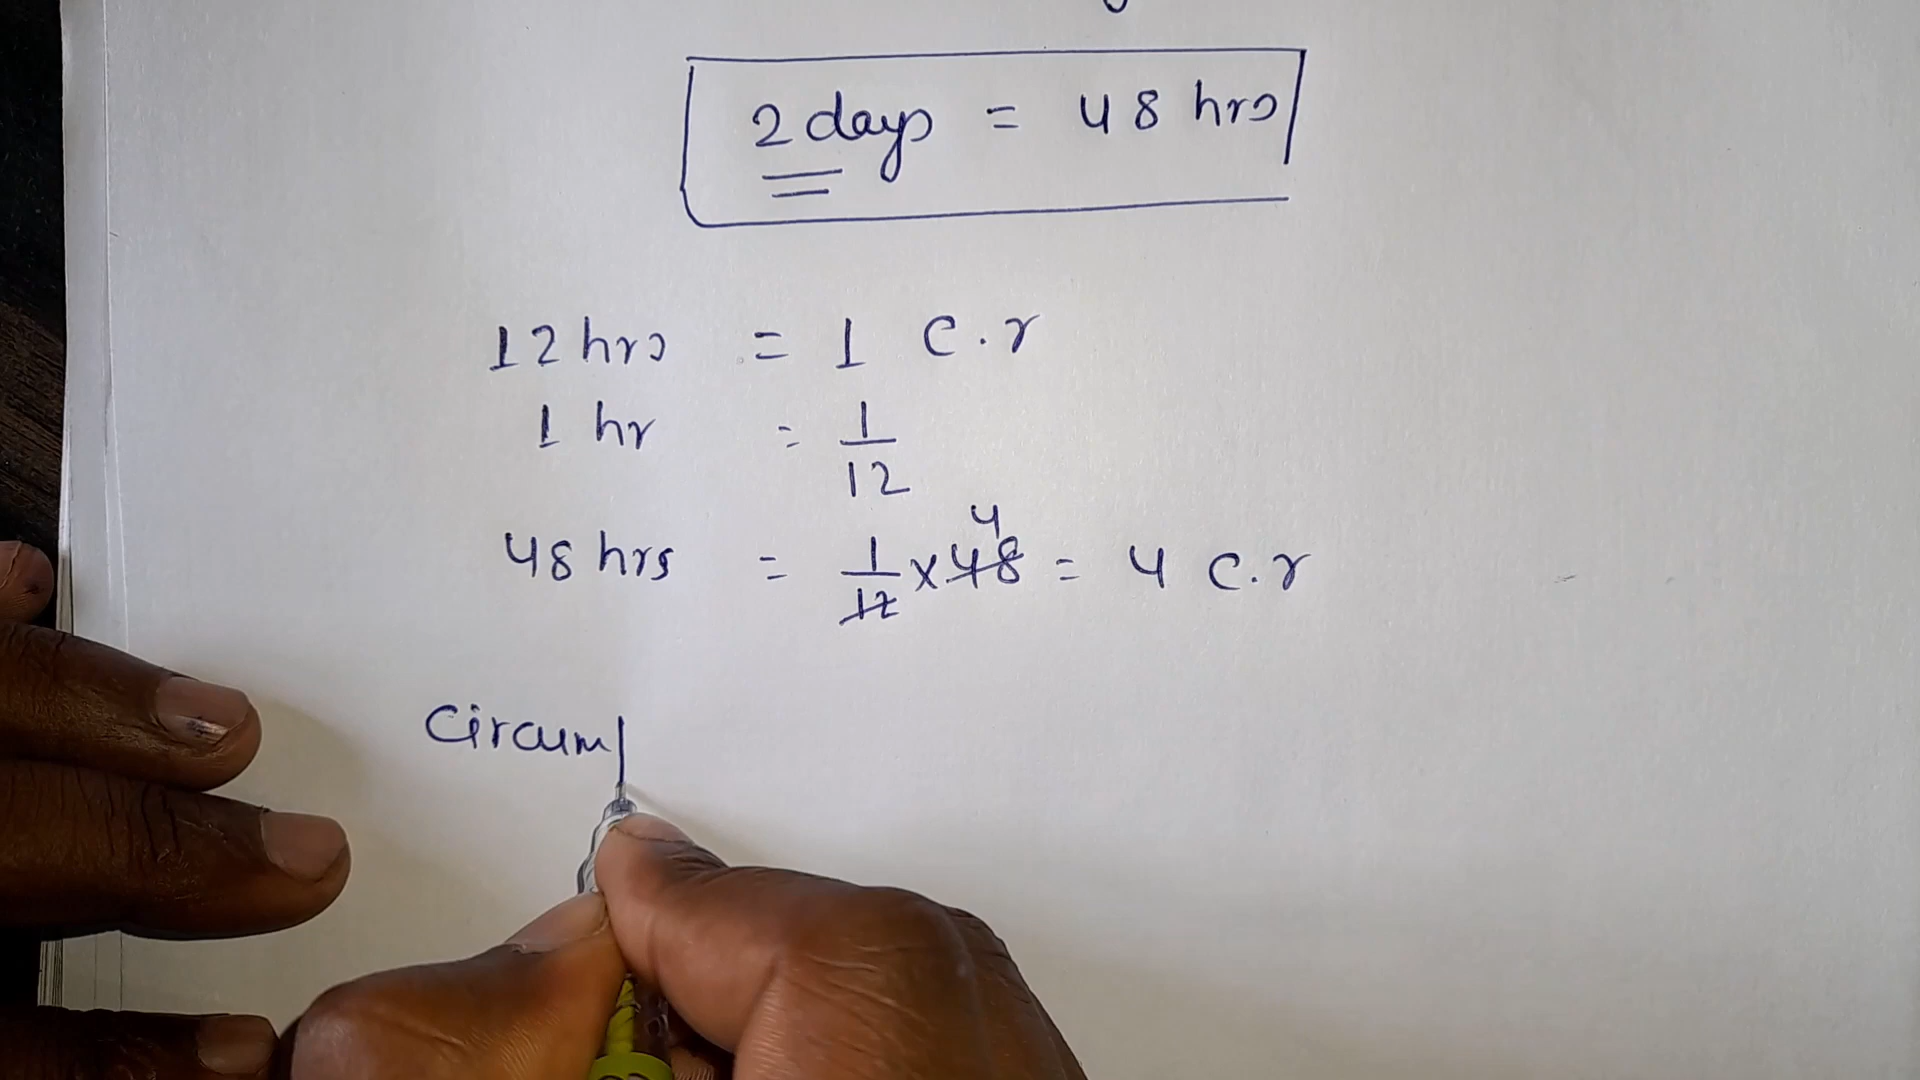 2 days = 48 hrs
12 hrs = 1 c.r
1 hr = 1/12
4
48 hrs = 1/12 x 48 = 4 c.r
Circum